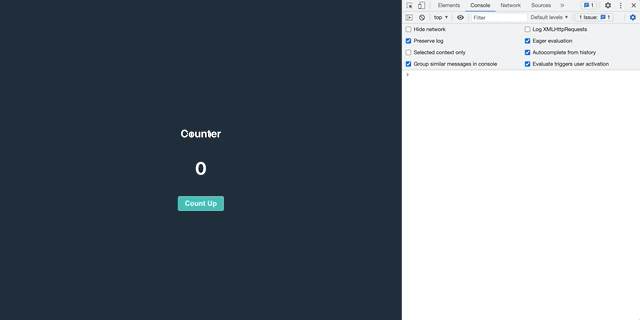 Counter
0
Count Up
Elements Console Network Sources » 1
top ▾ Filter Default levels ▾ 1 Issue: 1
Hide network Log XMLHttpRequests
Preserve log Eager evaluation
Selected context only Autocomplete from history
Group similar messages in console Evaluate triggers user activation
›